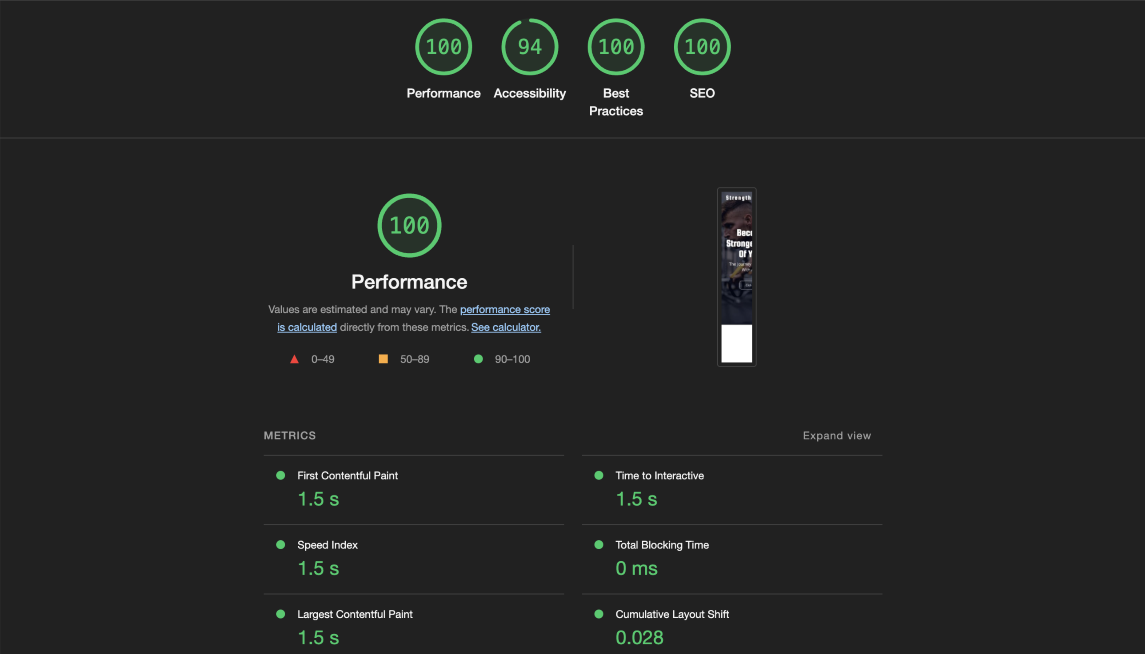 100
94
100
100
Performance
Accessibility
Best
Practices
SEO
100
Performance
Values are estimated and may vary. The performance score
is calculated directly from these metrics. See calculator.
0–49
50–89
90–100
Strength
Beco
Stronge
Of Y
The journey
METRICS
Expand view
First Contentful Paint
1.5 s
Time to Interactive
1.5 s
Speed Index
1.5 s
Total Blocking Time
0 ms
Largest Contentful Paint
1.5 s
Cumulative Layout Shift
0.028